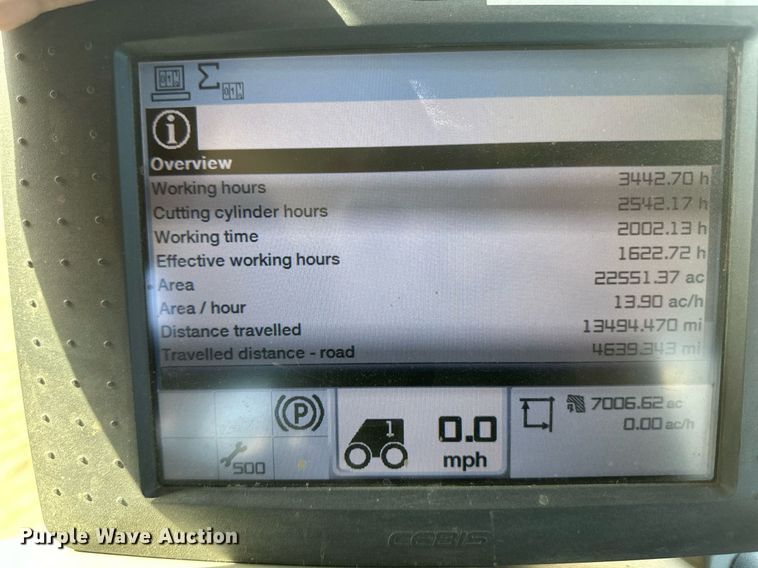 Overview
Working hours 3442.70 h
Cutting cylinder hours 2542.17 h
Working time 2002.13 h
Effective working hours 1622.72 h
Area 22551.37 ac
Area / hour 13.90 ac/h
Distance travelled 13494.470 mi
Travelled distance - road 4639.343 mi
P
1
0.0
mph
500
7006.62 ac
0.00 ac/h
CEBIS
Purple Wave Auction